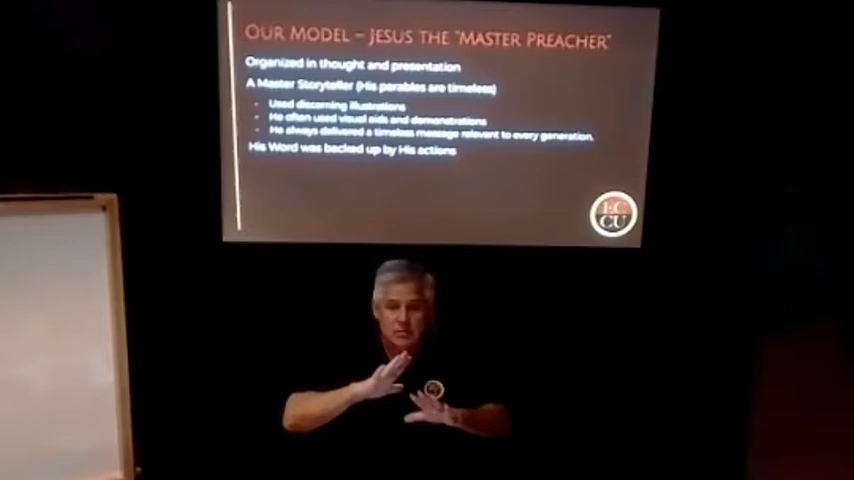 OUR MODEL – JESUS THE "MASTER PREACHER"
Organized in thought and presentation
A Master Storyteller (His parables are timeless)
- Used discerning illustrations
- He often used visual aids and demonstrations
- He always delivered a timeless message relevant to every generation.
His Word was backed up by His actions
EC
CU